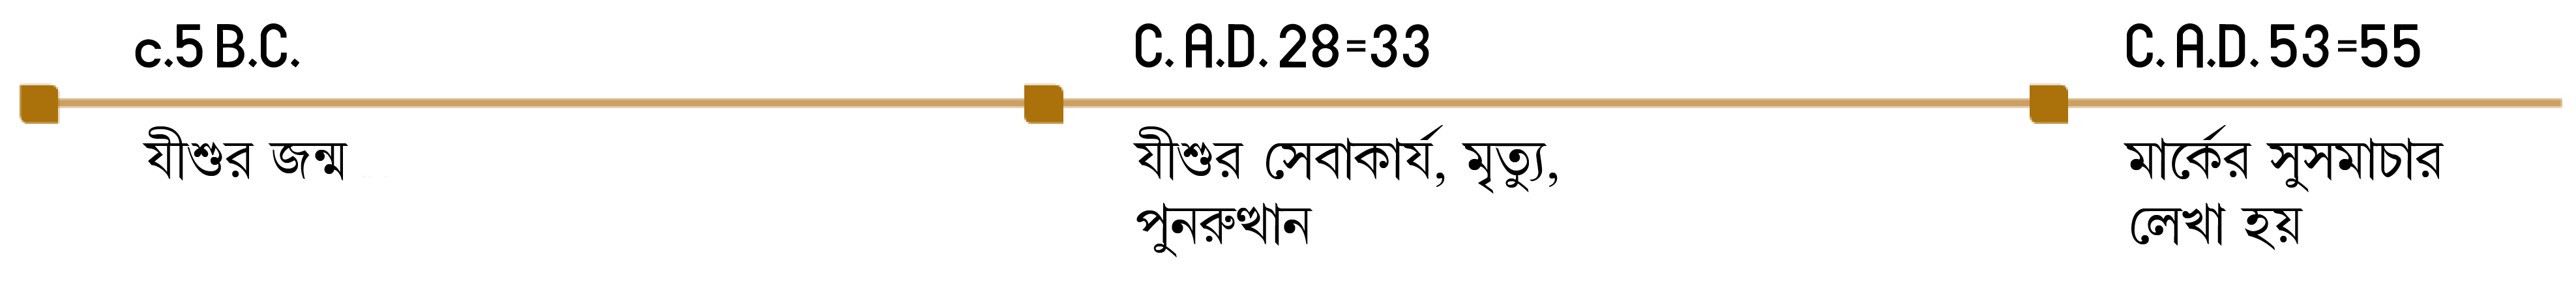 c.5 B.C.
যীশুর জন্ম
C. A.D. 28=33
যীশুর সেবাকার্য, মৃত্যু,
পুনরুত্থান
C. A.D. 53=55
মার্কের সুসমাচার
লেখা হয়